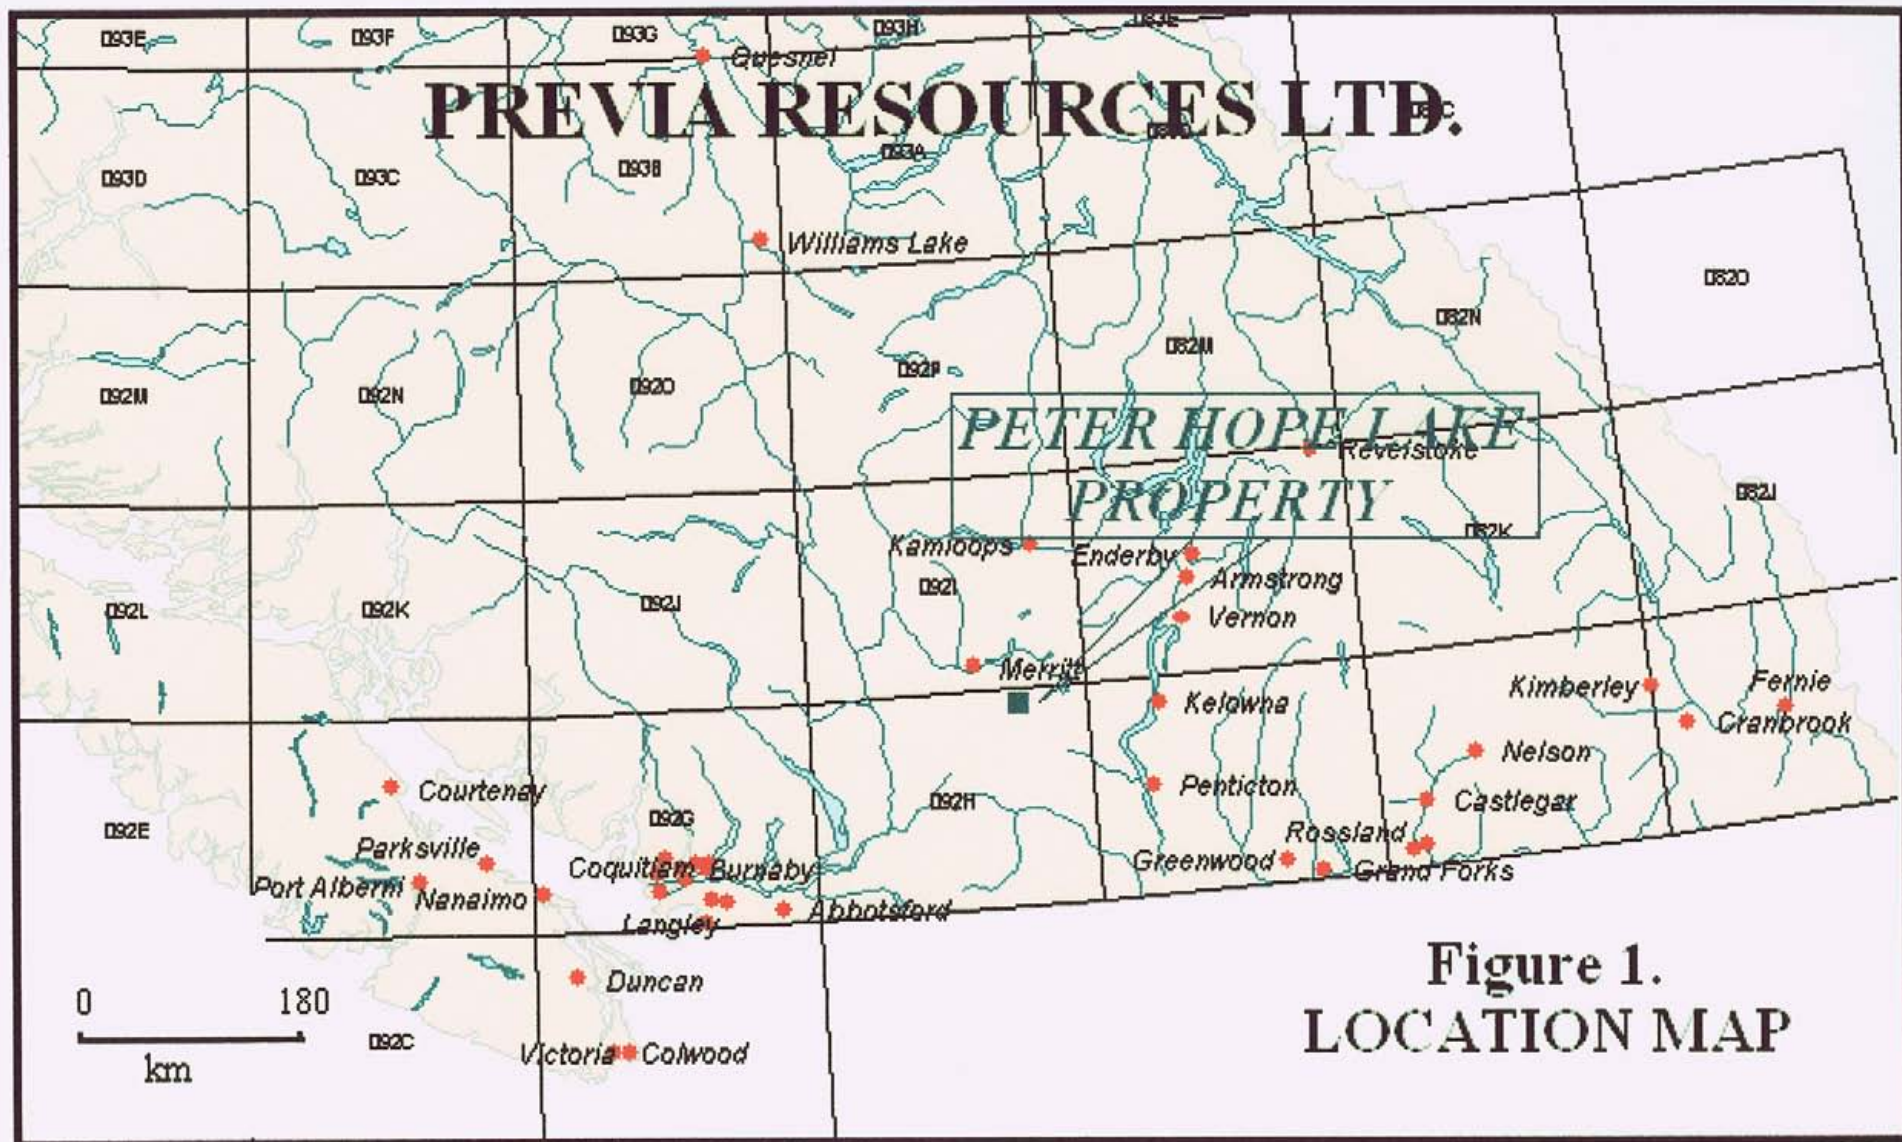 093E
093F
093G
093H
083E
Quesnel
PREVIA RESOURCES LTD.
093D
093C
093B
093A
Williams Lake
082O
082N
082M
092M
092N
092O
092P
PETER HOPE LAKE
Revelstoke
PROPERTY
082J
082K
Kamloops
Enderby
Armstrong
092L
092K
092J
092I
Vernon
Merritt
Kelowna
Kimberley
Fernie
Cranbrook
Nelson
Courtenay
Penticton
Castlegar
092E
092G
092H
Parksville
Coquitlam
Burnaby
Rossland
Greenwood
Grand Forks
Port Alberni
Nanaimo
Langley
Abbotsford
Duncan
Figure 1.
LOCATION MAP
0 180
km
092C
Victoria
Colwood